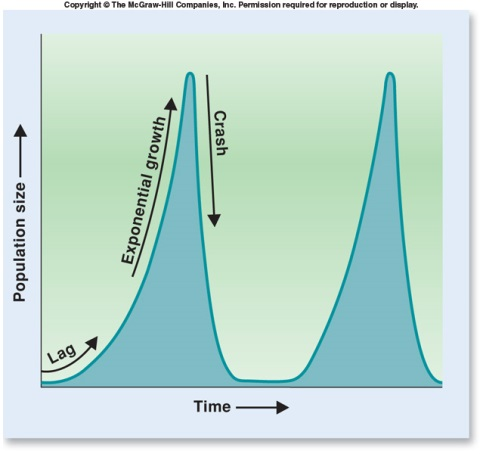 Copyright © The McGraw-Hill Companies, Inc. Permission required for reproduction or display.
Population size
Lag
Exponential growth
Crash
Time